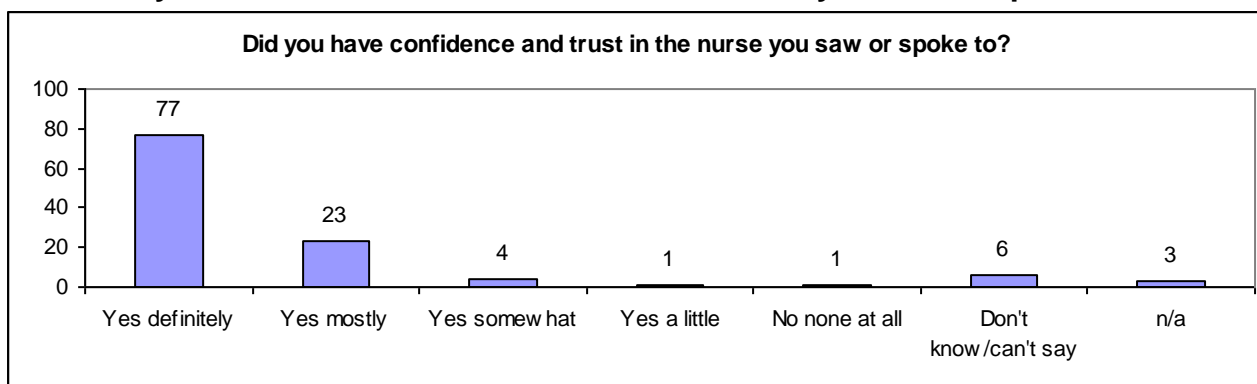 Did you have confidence and trust in the nurse you saw or spoke to?
100
80
60
40
20
0
77
23
4
1
1
6
3
Yes definitely
Yes mostly
Yes somewhat
Yes a little
No none at all
Don't
know/can't say
n/a